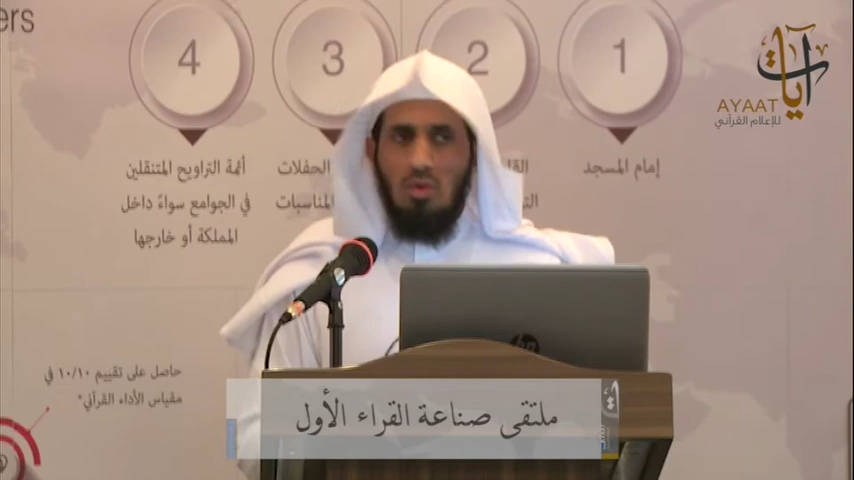 ers
4
3
2
1
آيات
AYAAT
للإعلام القرآني
إمام المسجد
الحفلات
المناسبات
أئمة التراويح المتنقلين
في الجوامع سواءً داخل
المملكة أو خارجها
حاصل على تقييم ١٠/١٠ في
مقياس الأداء القرآني"
hp
ملتقى صناعة القراء الأول